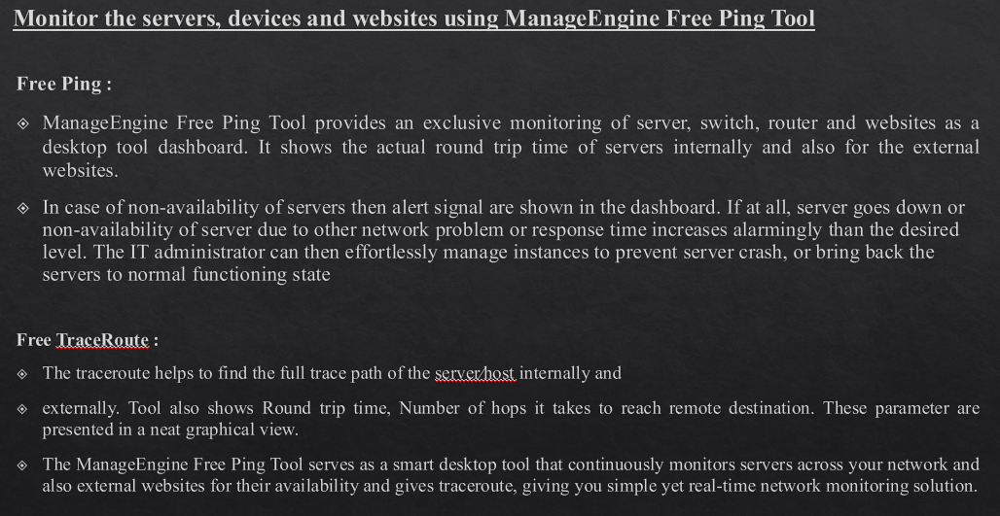 Monitor the servers, devices and websites using ManageEngine Free Ping Tool
Free Ping :
ManageEngine Free Ping Tool provides an exclusive monitoring of server, switch, router and websites as a
desktop tool dashboard. It shows the actual round trip time of servers internally and also for the external
websites.
In case of non-availability of servers then alert signal are shown in the dashboard. If at all, server goes down or
non-availability of server due to other network problem or response time increases alarmingly than the desired
level. The IT administrator can then effortlessly manage instances to prevent server crash, or bring back the
servers to normal functioning state
Free TraceRoute :
The traceroute helps to find the full trace path of the server/host internally and
externally. Tool also shows Round trip time, Number of hops it takes to reach remote destination. These parameter are
presented in a neat graphical view.
The ManageEngine Free Ping Tool serves as a smart desktop tool that continuously monitors servers across your network and
also external websites for their availability and gives traceroute, giving you simple yet real-time network monitoring solution.